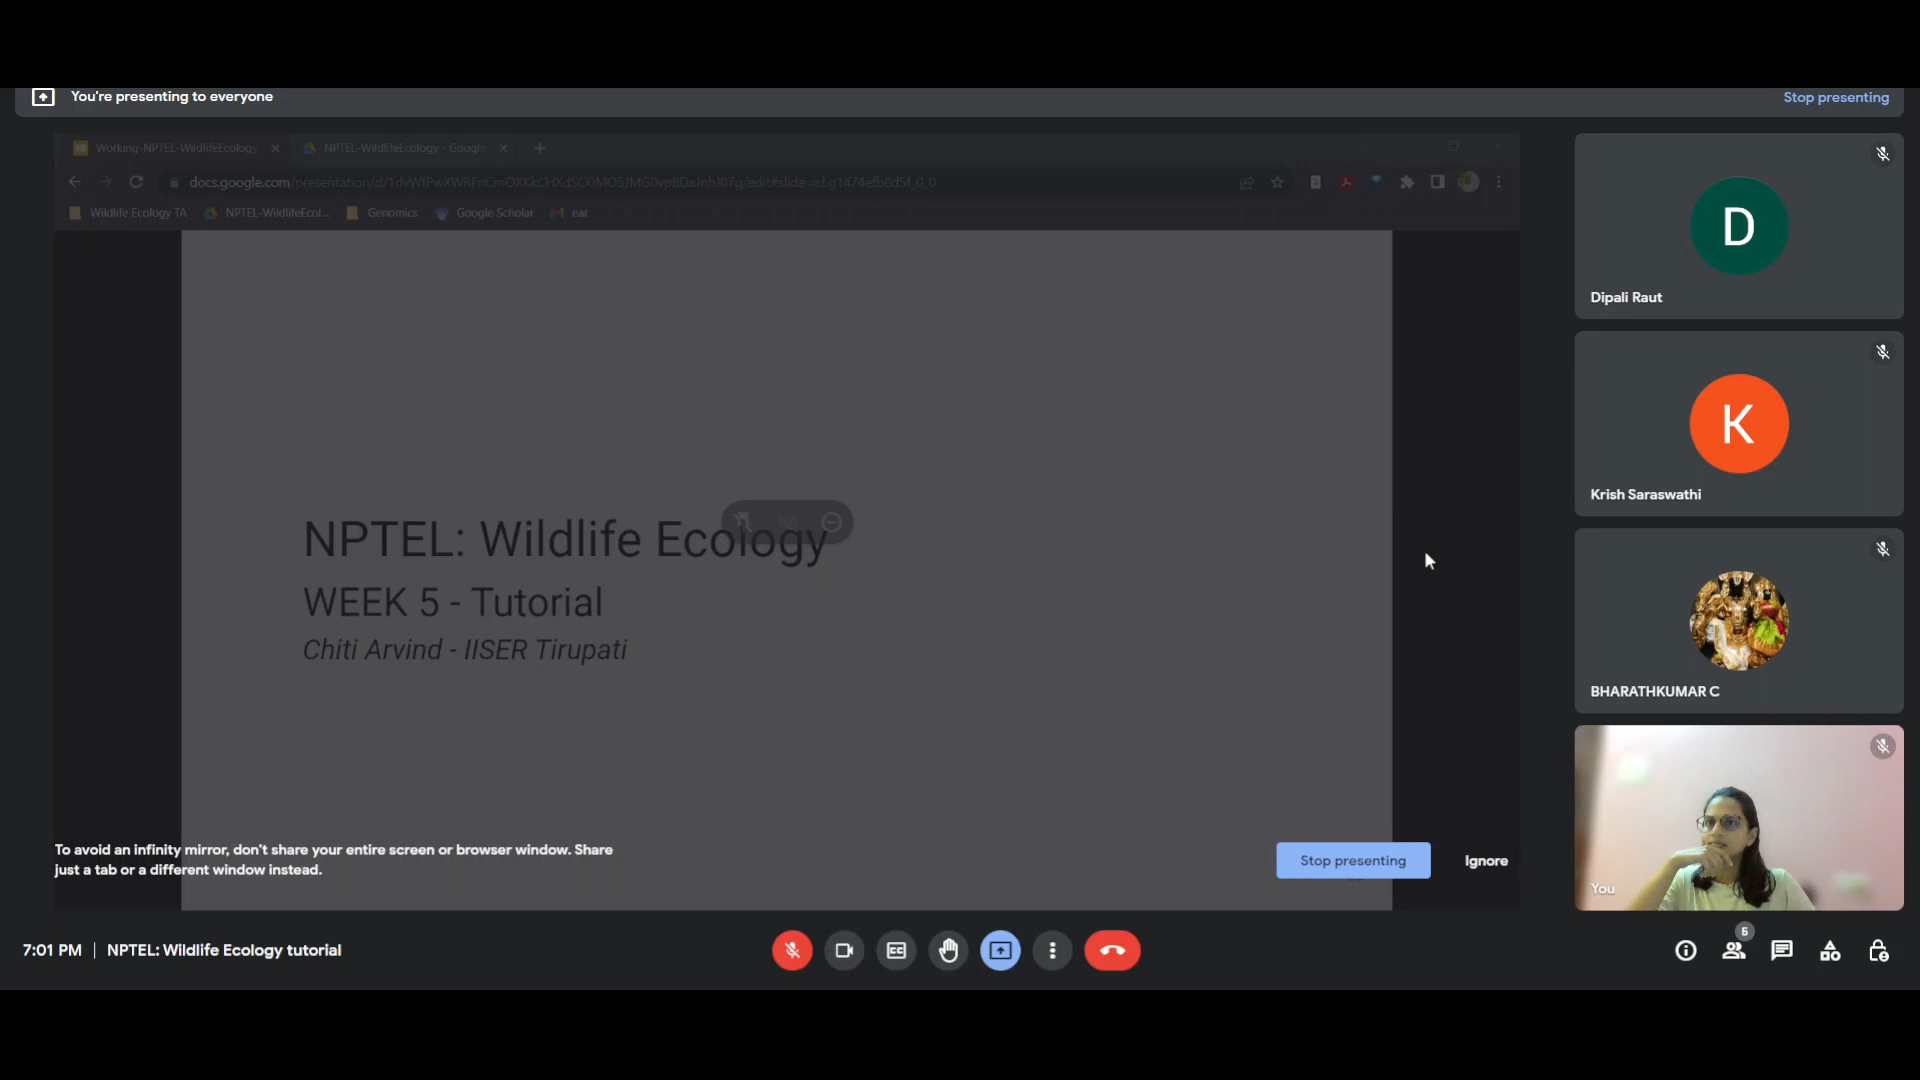 You're presenting to everyone
Stop presenting
Working-NPTEL-WildlifeEcology
NPTEL-WildlifeEcology - Google
docs.google.com/presentation/d/
Wildlife Ecology TA
NPTEL-WildlifeEcol...
Genomics
Google Scholar
ear
D
Dipali Raut
K
Krish Saraswathi
NPTEL: Wildlife Ecology
WEEK 5 - Tutorial
Chiti Arvind - IISER Tirupati
BHARATHKUMAR C
To avoid an infinity mirror, don't share your entire screen or browser window. Share
just a tab or a different window instead.
Stop presenting
Ignore
You
7:01 PM | NPTEL: Wildlife Ecology tutorial
5